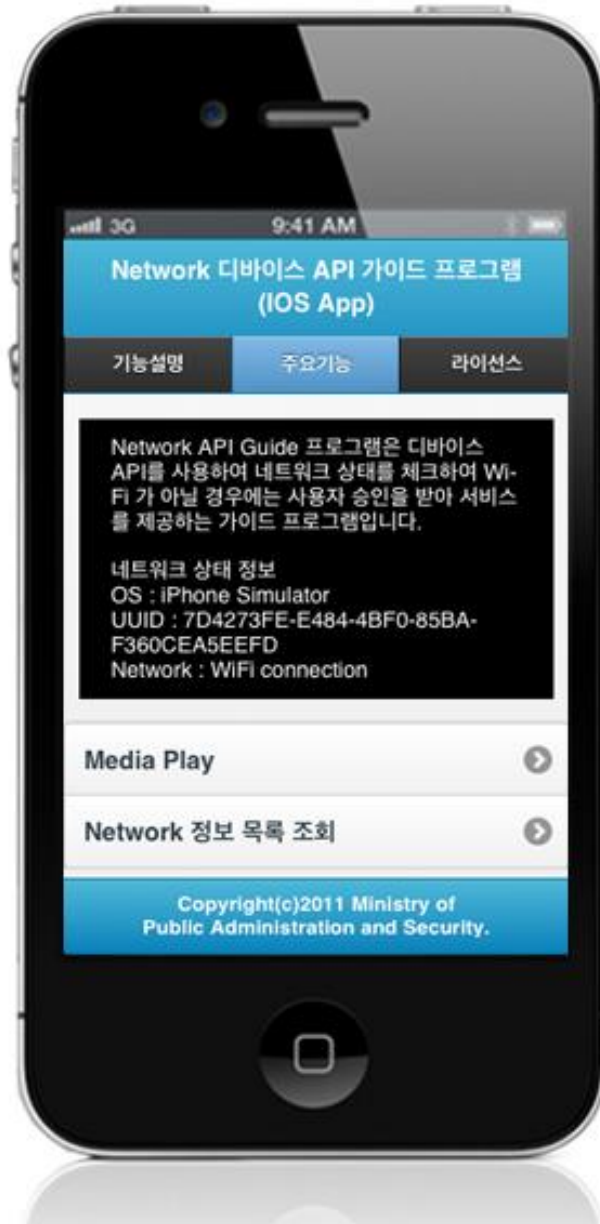 3G 9:41 AM
Network 디바이스 API 가이드 프로그램
(IOS App)
기능설명 주요기능 라이선스
Network API Guide 프로그램은 디바이스
API를 사용하여 네트워크 상태를 체크하여 Wi-
Fi 가 아닐 경우에는 사용자 승인을 받아 서비스
를 제공하는 가이드 프로그램입니다.
네트워크 상태 정보
OS : iPhone Simulator
UUID : 7D4273FE-E484-4BF0-85BA-
F360CEA5EEFD
Network : WiFi connection
Media Play
Network 정보 목록 조회
Copyright(c)2011 Ministry of
Public Administration and Security.